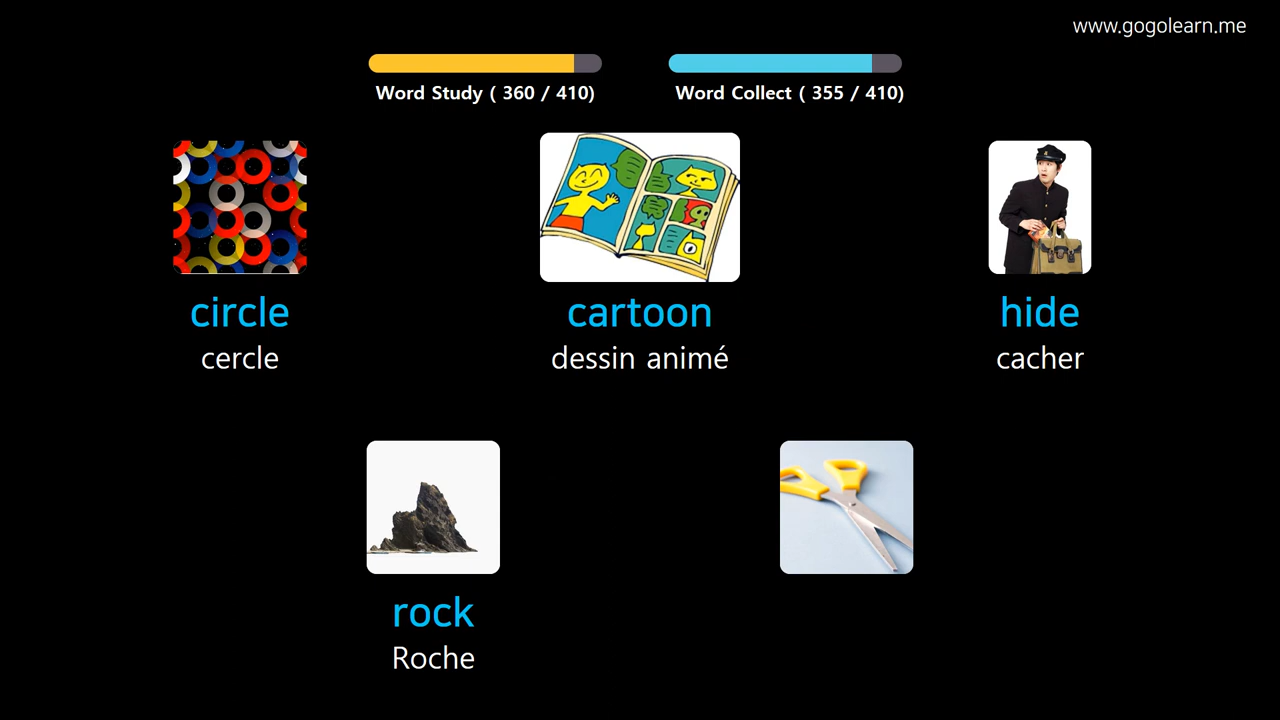 www.gogolearn.me
Word Study ( 360 / 410)
Word Collect ( 355 / 410)
circle
cercle
cartoon
dessin animé
hide
cacher
rock
Roche